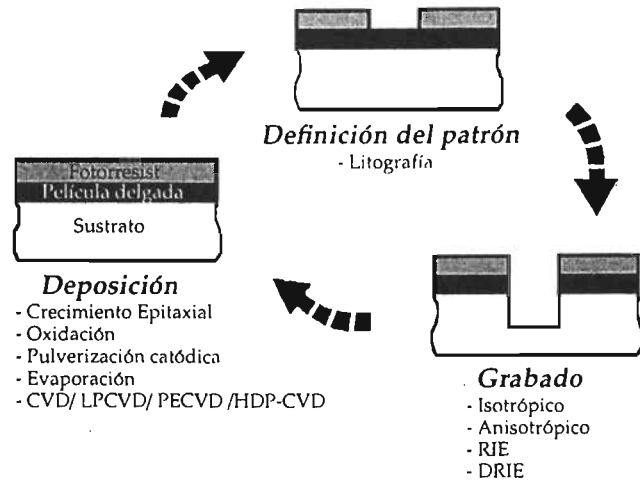 Definición del patrón
- Litografía
Fotorresist
Película delgada
Sustrato
Deposición
- Crecimiento Epitaxial
- Oxidación
- Pulverización catódica
- Evaporación
- CVD/ LPCVD/ PECVD /HDP-CVD
Grabado
- Isotrópico
- Anisotrópico
- RIE
- DRIE